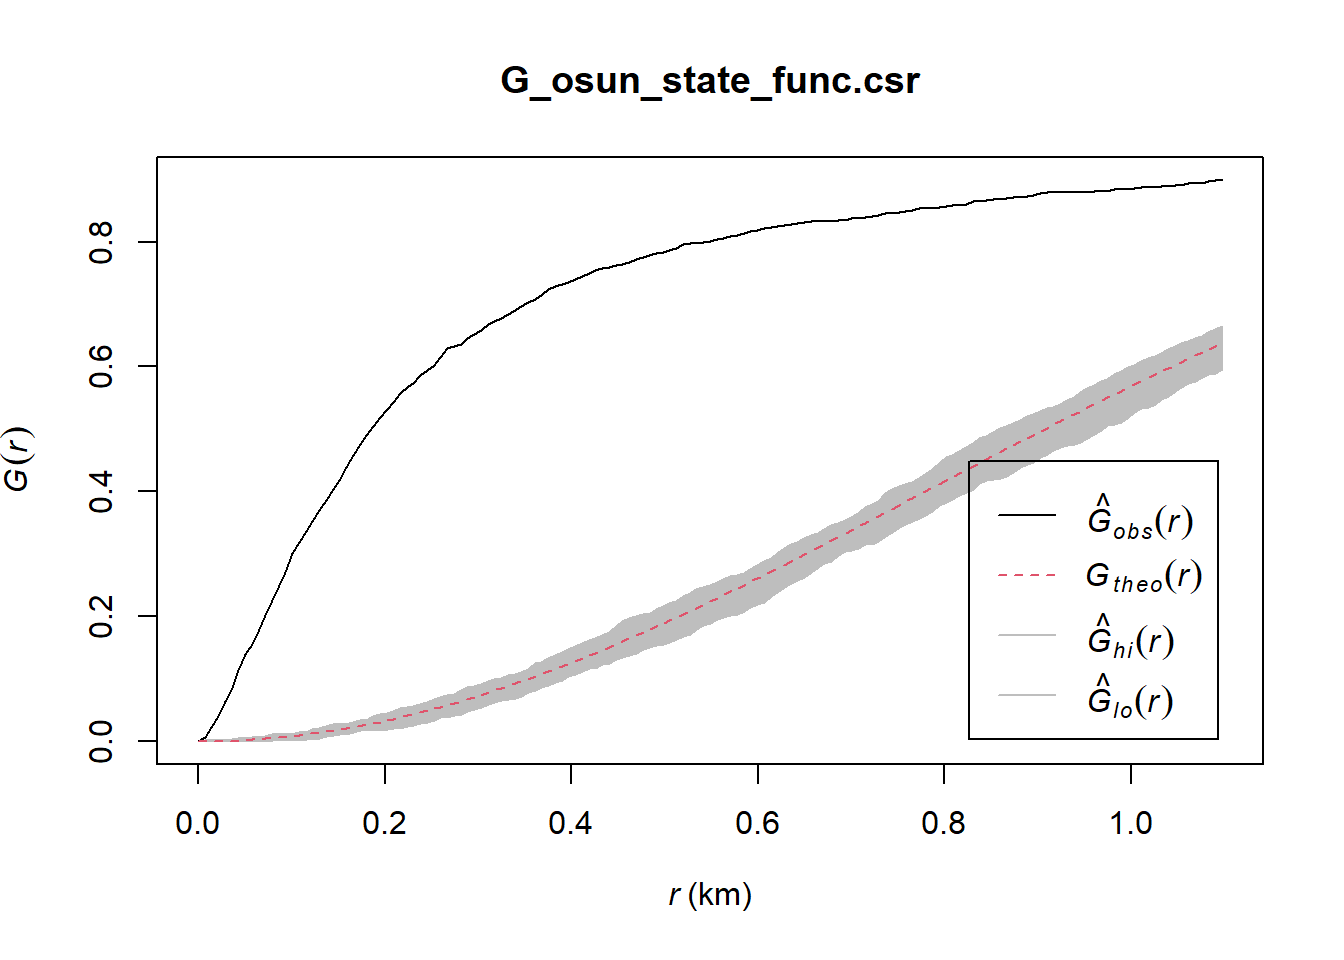 G_osun_state_func.csr
G(r)
0.8
0.6
0.4
0.2
0.0
Ĝobs(r)
Gtheo(r)
Ĝhi(r)
Ĝlo(r)
0.0 0.2 0.4 0.6 0.8 1.0
r (km)